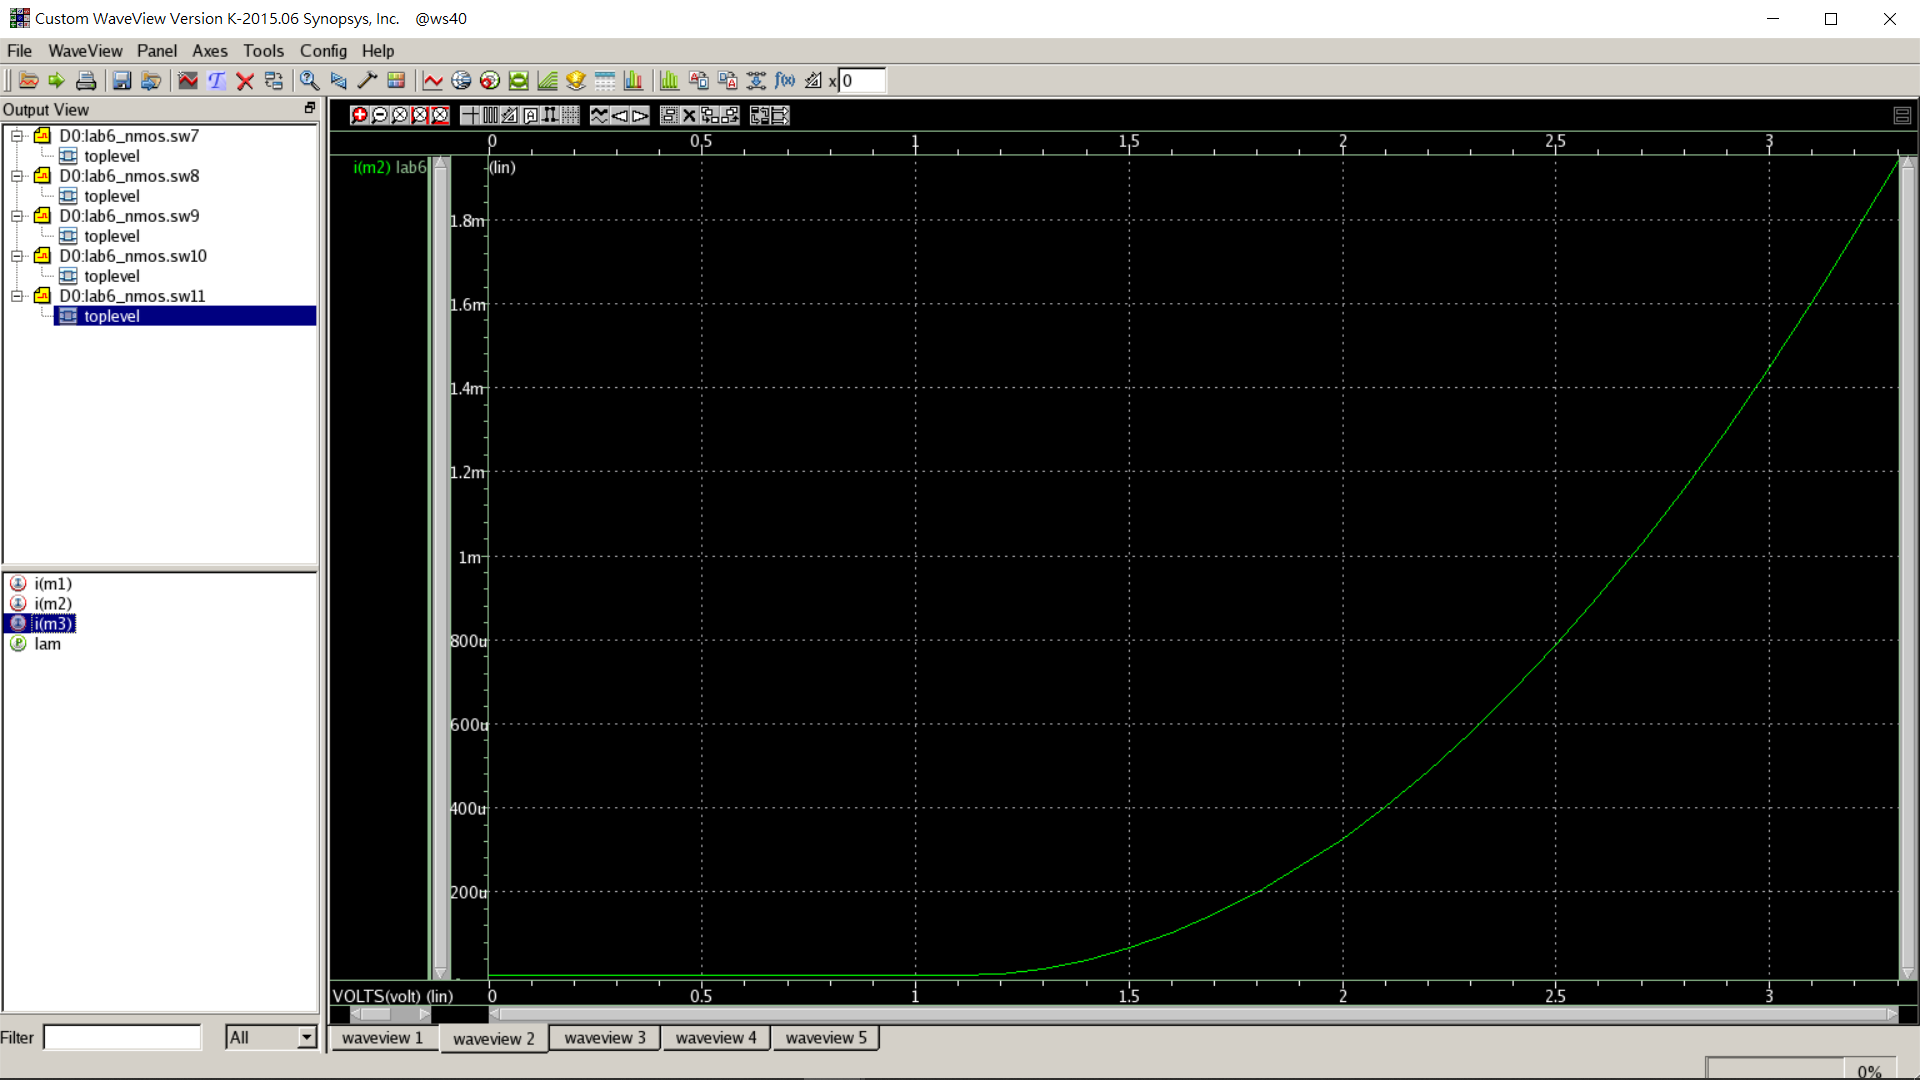 Custom WaveView Version K-2015.06 Synopsys, Inc. @ws40
File WaveView Panel Axes Tools Config Help
x 0
Output View
D0:lab6_nmos.sw7
toplevel
D0:lab6_nmos.sw8
toplevel
D0:lab6_nmos.sw9
toplevel
D0:lab6_nmos.sw10
toplevel
D0:lab6_nmos.sw11
toplevel
i(m1)
i(m2)
i(m3)
lam
Filter All
0 0.5 1 1.5 2 2.5 3
i(m2) lab6
(lin)
1.8m
1.6m
1.4m
1.2m
1m
800u
600u
400u
200u
VOLTS(volt) (lin) 0 0.5 1 1.5 2 2.5 3
waveview 1 waveview 2 waveview 3 waveview 4 waveview 5
0%